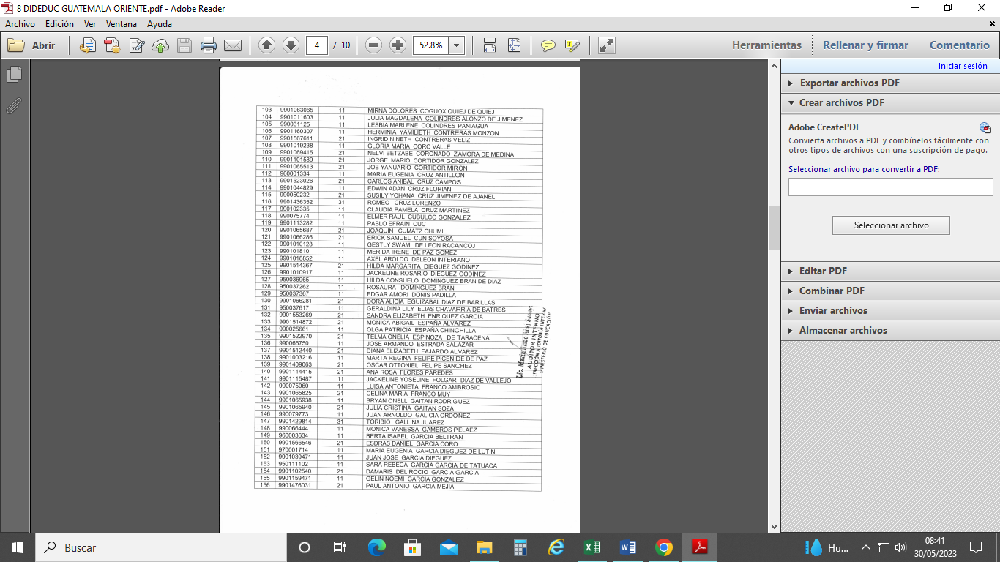 8 DIDEDUC GUATEMALA ORIENTE.pdf - Adobe Reader
Archivo Edición Ver Ventana Ayuda
Abrir 4 / 10 52.8% Herramientas Rellenar y firmar Comentario
Iniciar sesión
Exportar archivos PDF
Crear archivos PDF
Adobe CreatePDF
Convierta archivos a PDF y combínelos fácilmente con otros tipos de archivos con una suscripción de pago.
Seleccionar archivo para convertir a PDF:
Seleccionar archivo
Editar PDF
Combinar PDF
Enviar archivos
Almacenar archivos
103 9901063065 11 MIRNA DOLORES COGUOX QUIEJ DE QUIEJ
104 9901011603 11 JULIA MAGDALENA COLINDRES ALONZO DE JIMENEZ
105 990031125 11 LESBIA MARLENE COLINDRES PANIAGUA
106 9901160307 11 HERMINIA YAMILIETH CONTRERAS MONZON
107 9901567611 21 INGRID NINETH CONTRERAS VELIZ
108 9901019238 11 GLORIA MARIA CORO VALLE
109 9901069415 21 NELVI BETZABE CORONADO ZAMORA DE MEDINA
110 9901101589 21 JORGE MARIO CORTIDOR GONZALEZ
111 9901065513 21 JOB YANUARIO CORTIDOR MIRON
112 960001334 11 MARIA EUGENIA CRUZ ANTILLON
113 9901523026 21 CARLOS ANIBAL CRUZ CAMPOS
114 9901044829 11 EDWIN ADAN CRUZ FLORIAN
115 990050232 21 SUSILY YOHANA CRUZ JIMENEZ DE AJANEL
116 9901436352 31 ROMEO CRUZ LORENZO
117 990102335 11 CLAUDIA PAMELA CRUZ MARTINEZ
118 990075774 11 ELMER RAUL CUBULCO GONZALEZ
119 9901113282 11 PABLO EFRAIN CUC
120 9901065687 21 JOAQUIN CUMATZ CHUMIL
121 9901066286 21 ERICK SAMUEL CUN SOYOSA
122 9901010128 11 GESTLY SWAMI DE LEON RACANCOJ
123 990101810 11 MERIDA IRENE DE PAZ GOMEZ
124 9901018852 11 AXEL AROLDO DELEON INTERIANO
125 9901514367 21 HILDA MARGARITA DIEGUEZ GODINEZ
126 9901010917 11 JACKELINE ROSARIO DIÉGUEZ GODÍNEZ
127 950036965 11 HILDA CONSUELO DOMINGUEZ BRAN DE DIAZ
128 950037262 11 ROSAURA DOMINGUEZ BRAN
129 950037367 11 EDGAR AMORI DONIS PADILLA
130 9901066281 21 DORA ALICIA EGUIZABAL DIAZ DE BARILLAS
131 950037617 11 GERALDINA LILY ELIAS CHAVARRIA DE BATRES
132 9901553269 21 SANDRA ELIZABETH ENRIQUEZ GARCIA
133 9901514872 21 MONICA ABIGAIL ESPAÑA ALVAREZ
134 990025661 11 OLGA PATRICIA ESPAÑA CHINCHILLA
135 9901522970 21 TELMA ONELIA ESPINOZA DE TARACENA
136 990066750 11 JOSE ARMANDO ESTRADA SALAZAR
137 9901512440 21 DIANA ELIZABETH FAJARDO ALVAREZ
138 9901003216 11 MARTA REGINA FELIPE PICEN DE DE PAZ
139 9901409063 21 OSCAR OTTONIEL FELIPE SANCHEZ
140 9901114415 21 ANA ROSA FLORES PAREDES
141 9901115487 11 JACKELINE YOSELINE FOLGAR DIAZ DE VALLEJO
142 990075060 11 LUISA ANTONIETA FRANCO AMBROSIO
143 9901065825 21 CELINA MARIA FRANCO MUY
144 9901065938 11 BRYAN ONELL GAITAN RODRIGUEZ
145 9901065940 21 JULIA CRISTINA GAITAN SOZA
146 990079773 11 JUAN ARNOLDO GALICIA ORDOÑEZ
147 9901429814 31 TORIBIO GALLINA JUAREZ
148 990066444 11 MONICA VANESSA GAMEROS PELAEZ
149 960003634 11 BERTA ISABEL GARCIA BELTRAN
150 9901566546 21 ESDRAS DANIEL GARCIA CORO
151 970001714 11 MARIA EUGENIA GARCIA DIEGUEZ DE LUTIN
152 9901039471 11 JUAN JOSE GARCIA DIEGUEZ
153 950111102 11 SARA REBECA GARCIA GARCIA DE TATUACA
154 9901102540 21 DAMARIS DEL ROCIO GARCIA GARCIA
155 9901159471 11 GELIN NOEMI GARCIA GONZALEZ
156 9901476031 21 PAUL ANTONIO GARCIA MEJIA
AUDITOR INTERNO
MINISTERIO DE EDUCACIÓN
Buscar Hu... 08:41
30/05/2023